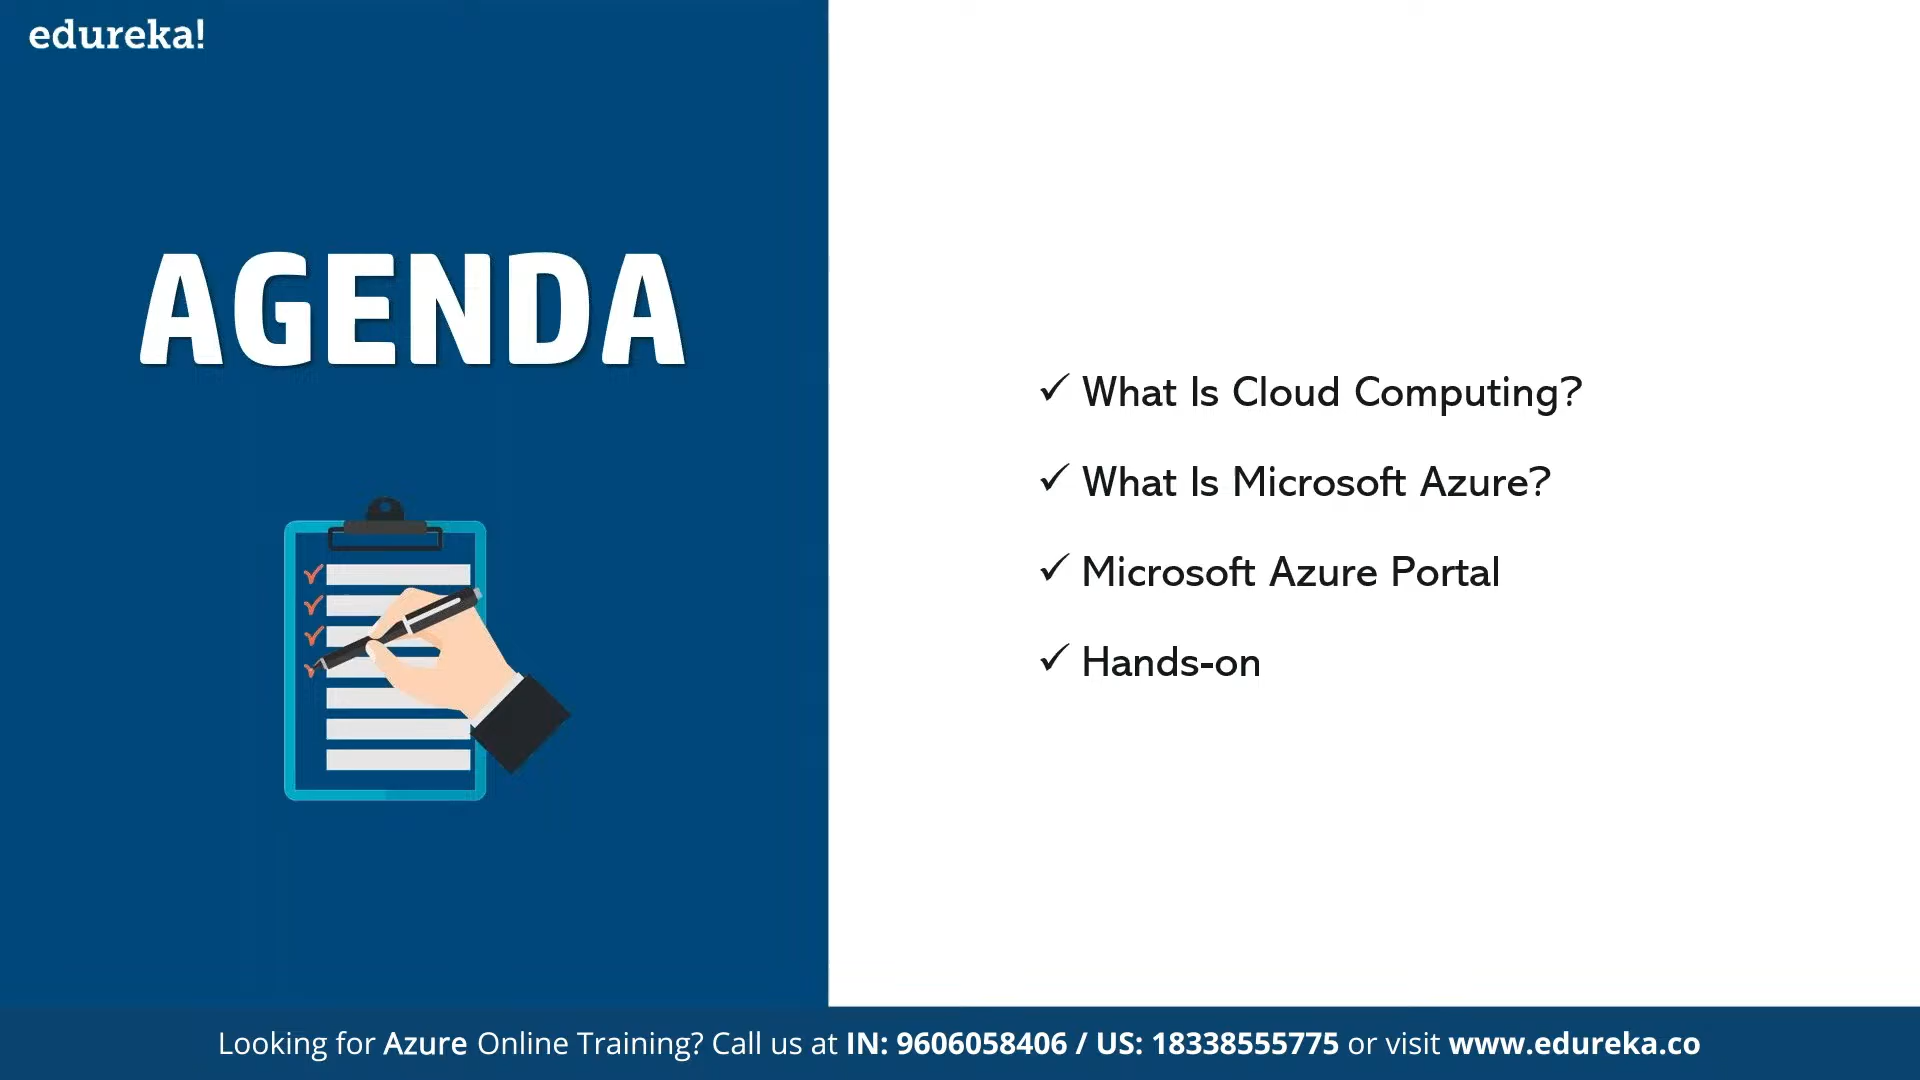 edureka!
AGENDA
✓ What Is Cloud Computing?
✓ What Is Microsoft Azure?
✓ Microsoft Azure Portal
✓ Hands-on
Looking for Azure Online Training? Call us at IN: 9606058406 / US: 18338555775 or visit www.edureka.co